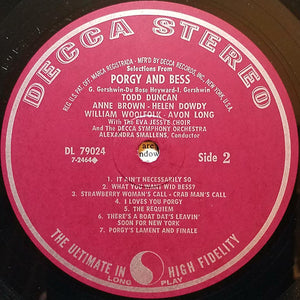 DECCA STEREO
REG. U.S. PAT. OFF. MARCA REGISTRADA - MF'D BY DECCA RECORDS, INC., NEW YORK, U.S.A.
Selections From
PORGY AND BESS
G. Gershwin-Du Bose Heyward-I. Gershwin
TODD DUNCAN
ANNE BROWN - HELEN DOWDY
WILLIAM WOOLFOLK - AVON LONG
With THE EVA JESSYE CHOIR
And THE DECCA SYMPHONY ORCHESTRA
ALEXANDER SMALLENS, Conductor
DL 79024
7-2464
Side 2
are
ndow
1. IT AIN'T NECESSARILY SO
2. WHAT YOU WANT WID BESS?
3. STRAWBERRY WOMAN'S CALL - CRAB MAN'S CALL
4. I LOVES YOU PORGY
5. THE REQUIEM
6. THERE'S A BOAT DAT'S LEAVIN'
SOON FOR NEW YORK
7. PORGY'S LAMENT AND FINALE
LONG PLAY
THE ULTIMATE IN HIGH FIDELITY